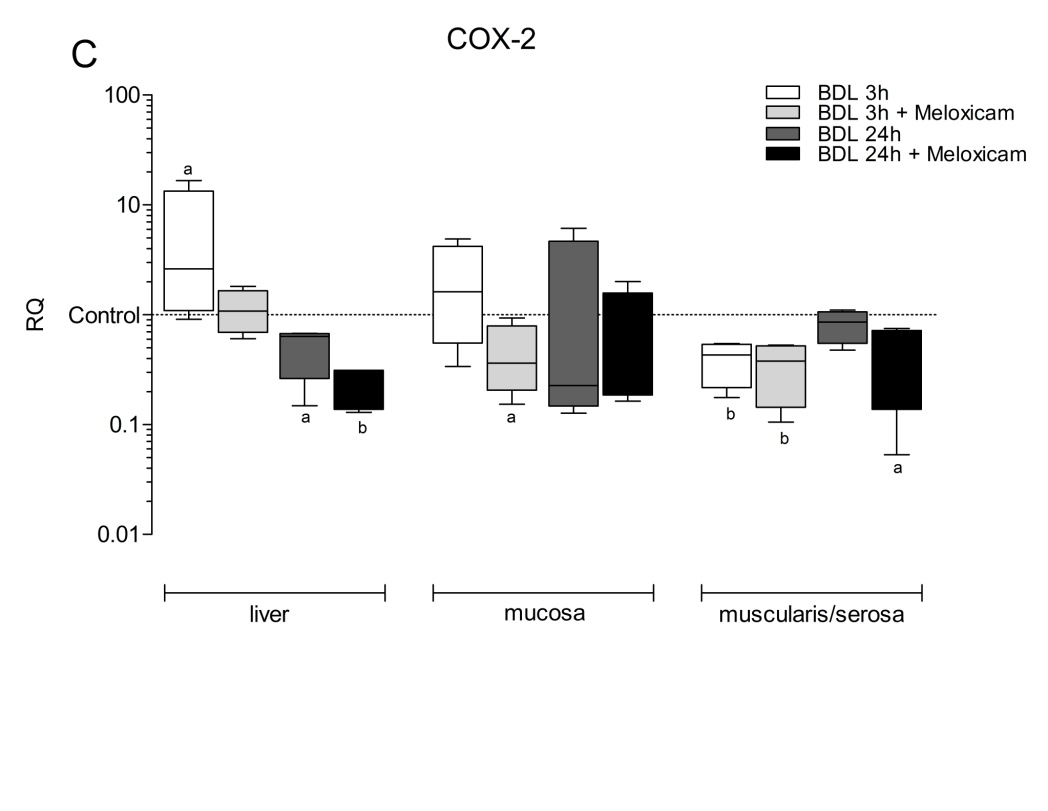 C
COX-2
BDL 3h
BDL 3h + Meloxicam
BDL 24h
BDL 24h + Meloxicam
RQ
100
10
Control
0.1
0.01
a
a
b
a
b
b
a
liver
mucosa
muscularis/serosa